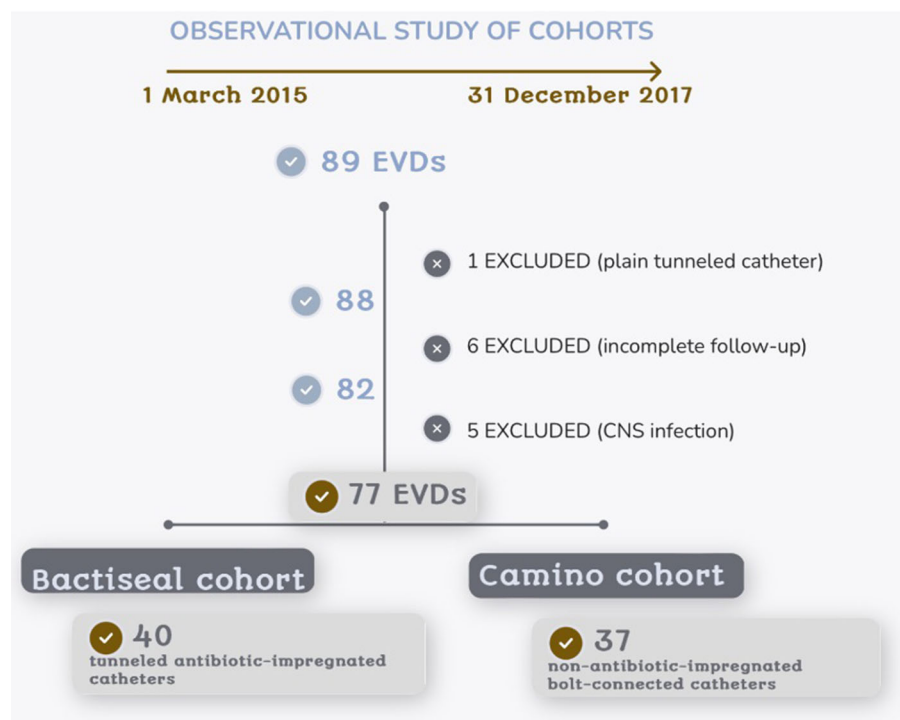 OBSERVATIONAL STUDY OF COHORTS
1 March 2015
31 December 2017
89 EVDs
1 EXCLUDED (plain tunneled catheter)
88
6 EXCLUDED (incomplete follow-up)
82
5 EXCLUDED (CNS infection)
77 EVDs
Bactiseal cohort
Camino cohort
40
tunneled antibiotic-impregnated
catheters
37
non-antibiotic-impregnated
bolt-connected catheters